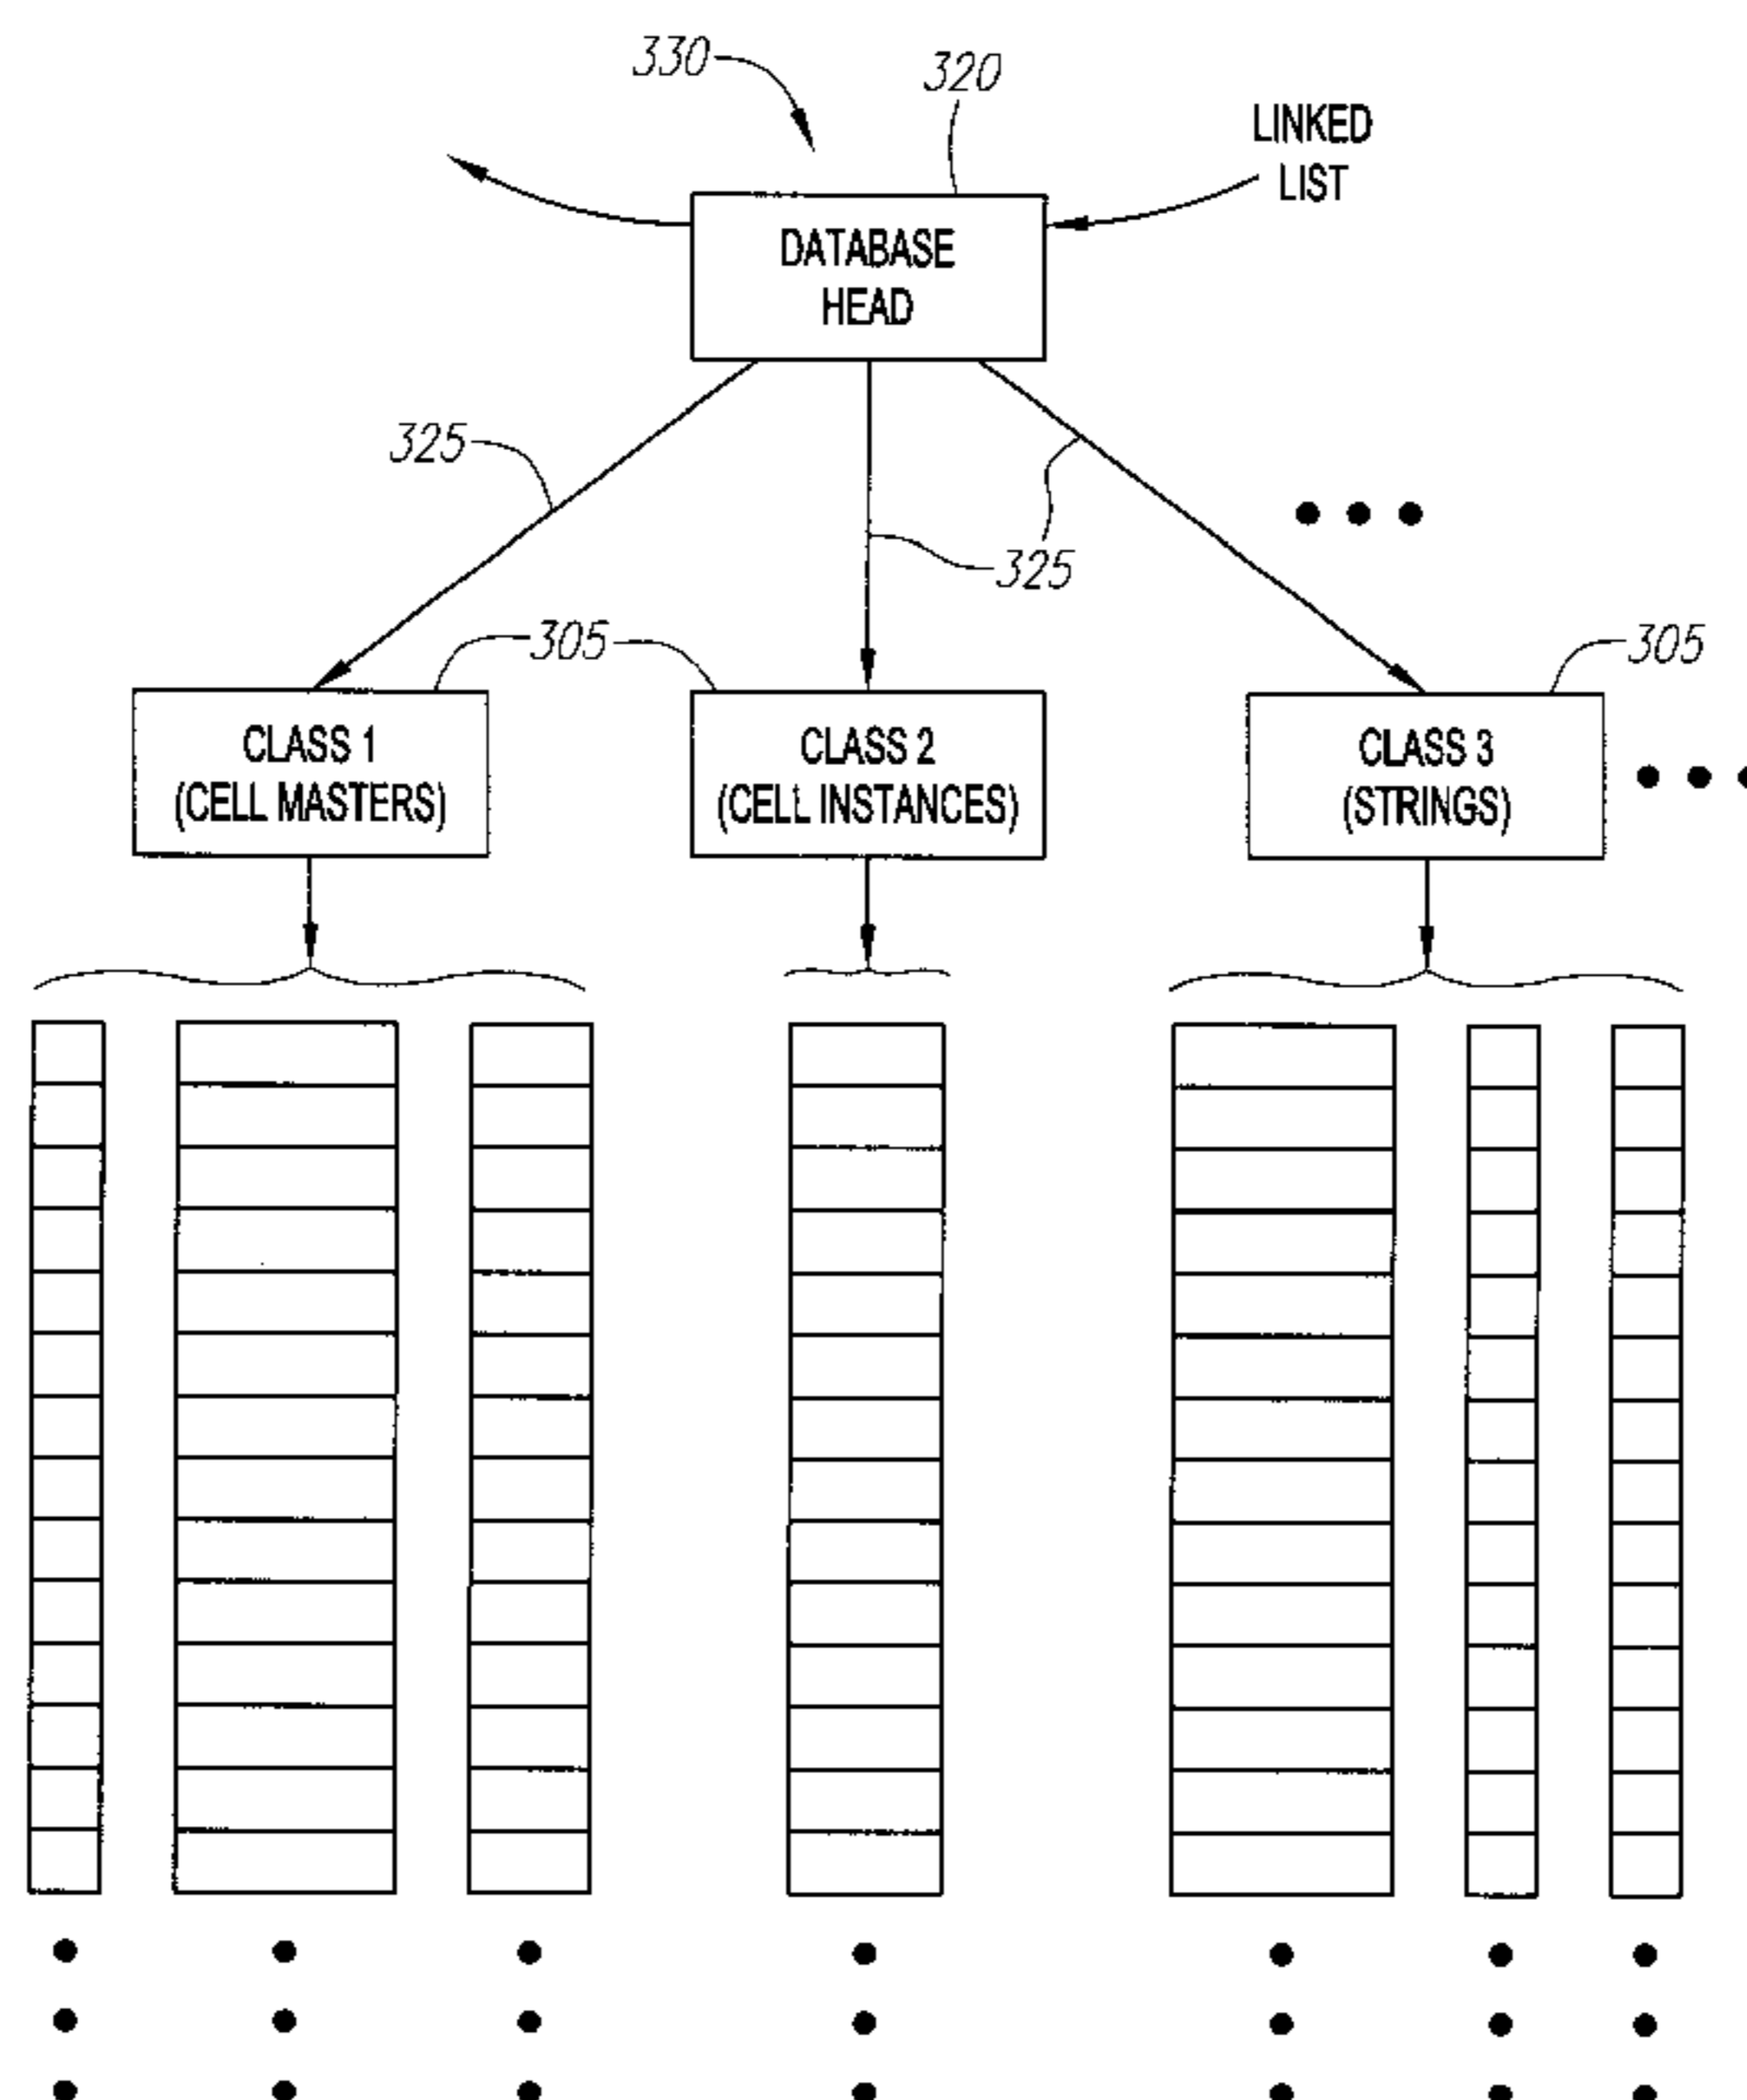 330
320
LINKED
LIST
DATABASE
HEAD
325
325
305
305
CLASS 1
(CELL MASTERS)
CLASS 2
(CELL INSTANCES)
CLASS 3
(STRINGS)